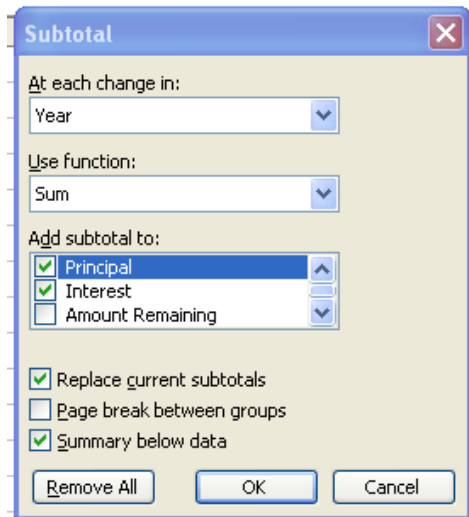 Subtotal
At each change in:
Year
Use function:
Sum
Add subtotal to:
Principal
Interest
Amount Remaining
Replace current subtotals
Page break between groups
Summary below data
Remove All OK Cancel